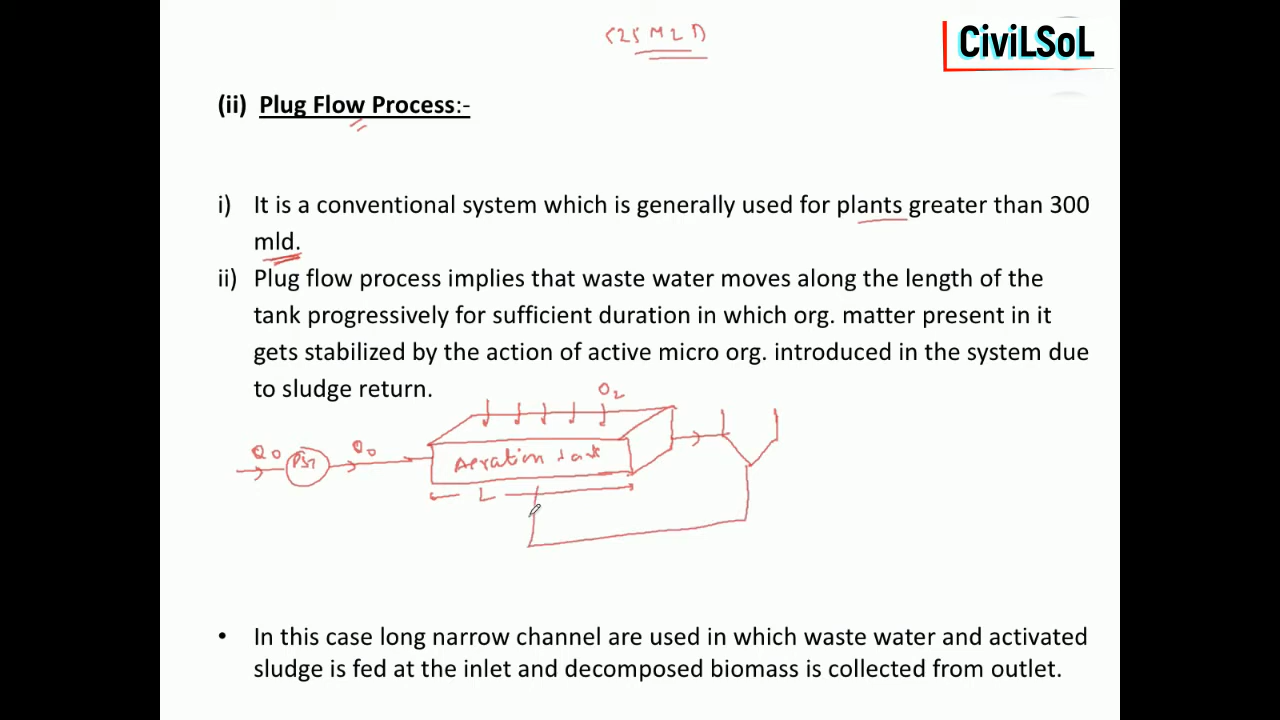 <25 MLD
CiviLSoL
(ii) Plug Flow Process:-
i) It is a conventional system which is generally used for plants greater than 300
mld.
ii) Plug flow process implies that waste water moves along the length of the
tank progressively for sufficient duration in which org. matter present in it
gets stabilized by the action of active micro org. introduced in the system due
to sludge return.
O2
Q0 PST Q0
Aeration tank
L
• In this case long narrow channel are used in which waste water and activated
sludge is fed at the inlet and decomposed biomass is collected from outlet.